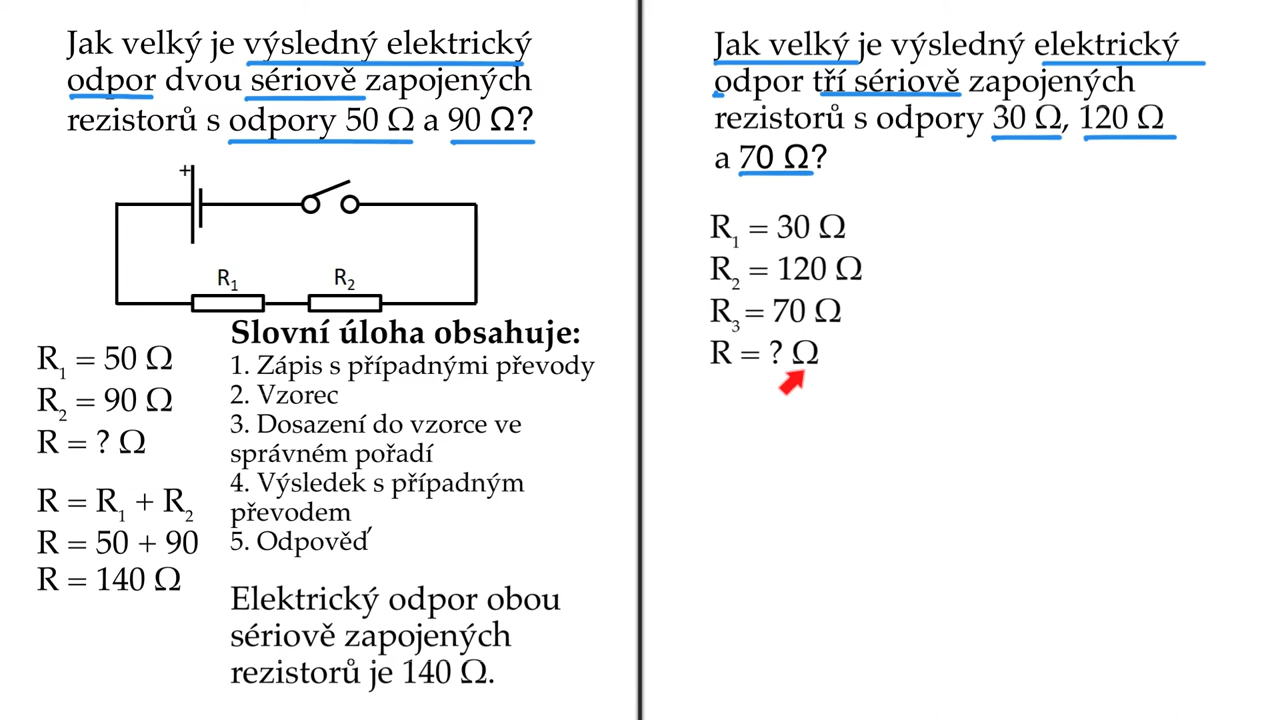 Jak velký je výsledný elektrický
odpor dvou sériově zapojených
rezistorů s odpory 50 Ω a 90 Ω?
+
R₁ R₂
R₁ = 50 Ω
R₂ = 90 Ω
R = ? Ω
R = R₁ + R₂
R = 50 + 90
R = 140 Ω
Slovní úloha obsahuje:
1. Zápis s případnými převody
2. Vzorec
3. Dosazení do vzorce ve
správném pořadí
4. Výsledek s případným
převodem
5. Odpověď
Elektrický odpor obou
sériově zapojených
rezistorů je 140 Ω.
Jak velký je výsledný elektrický
odpor tří sériově zapojených
rezistorů s odpory 30 Ω, 120 Ω
a 70 Ω?
R₁ = 30 Ω
R₂ = 120 Ω
R₃ = 70 Ω
R = ? Ω